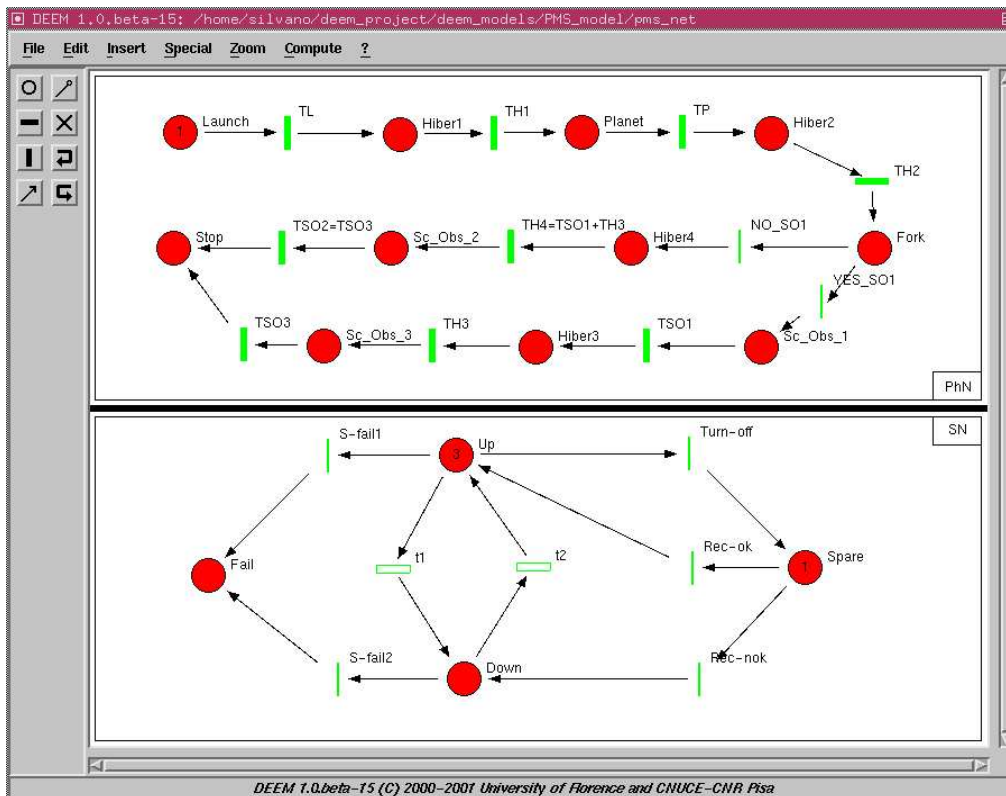 DEEM 1.0.beta-15: /home/silvano/deem_project/deem_models/PMS_model/pms_net
File Edit Insert Special Zoom Compute ?
1 Launch TL Hiber1 TH1 Planet TP Hiber2
TH2
Stop TSO2=TSO3 Sc_Obs_2 TH4=TSO1+TH3 Hiber4 NO_SO1 Fork
YES_SO1
TSO3 Sc_Obs_3 TH3 Hiber3 TSO1 Sc_Obs_1
PhN
SN
S-fail1 3 Up Turn-off
Fail t1 t2 Rec-ok 1 Spare
S-fail2 Down Rec-nok
DEEM 1.0.beta-15 (C) 2000-2001 University of Florence and CNUCE-CNR Pisa